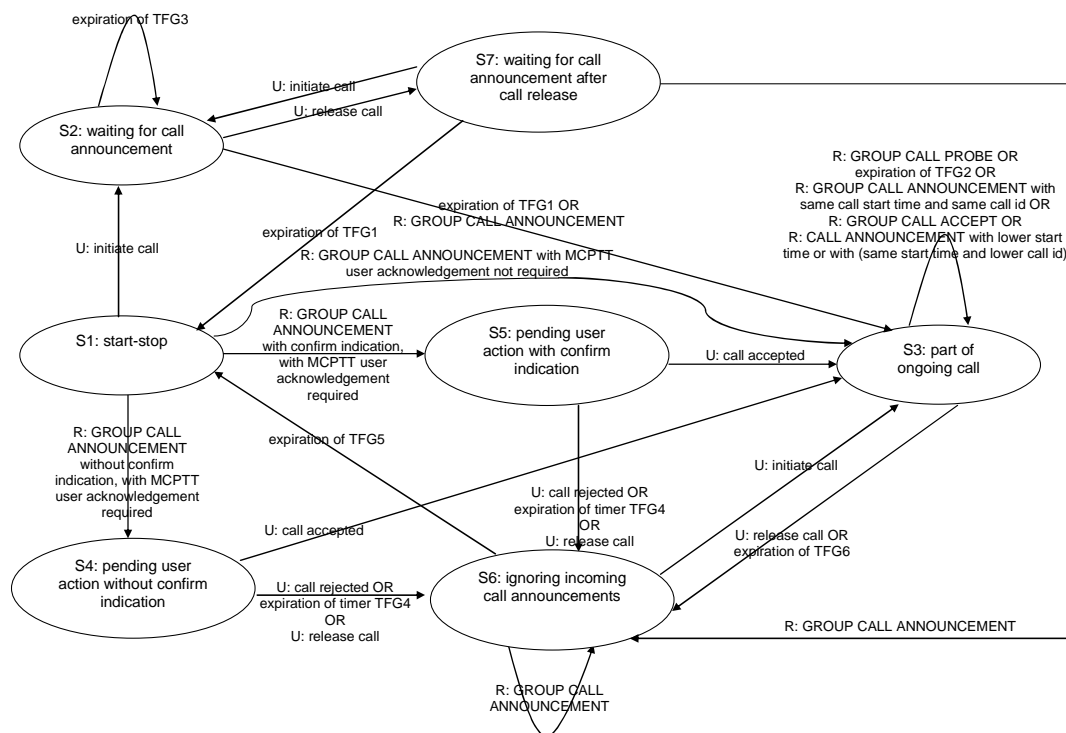 expiration of TFG3
S7: waiting for call
announcement after
call release
U: initiate call
U: release call
S2: waiting for call
announcement
R: GROUP CALL PROBE OR
expiration of TFG2 OR
R: GROUP CALL ANNOUNCEMENT with
same call start time and same call id OR
R: GROUP CALL ACCEPT OR
R: CALL ANNOUNCEMENT with lower start
time or with (same start time and lower call id)
expiration of TFG1 OR
R: GROUP CALL ANNOUNCEMENT
expiration of TFG1
U: initiate call
R: GROUP CALL ANNOUNCEMENT with MCPTT
user acknowledgement not required
S1: start-stop
R: GROUP CALL
ANNOUNCEMENT
with confirm indication,
with MCPTT user
acknowledgement
required
S5: pending user
action with confirm
indication
U: call accepted
S3: part of
ongoing call
R: GROUP CALL
ANNOUNCEMENT
without confirm
indication, with MCPTT
user acknowledgement
required
expiration of TFG5
U: initiate call
U: call rejected OR
expiration of timer TFG4
OR
U: release call
U: call accepted
U: release call OR
expiration of TFG6
S4: pending user
action without confirm
indication
U: call rejected OR
expiration of timer TFG4
OR
U: release call
S6: ignoring incoming
call announcements
R: GROUP CALL ANNOUNCEMENT
R: GROUP CALL
ANNOUNCEMENT